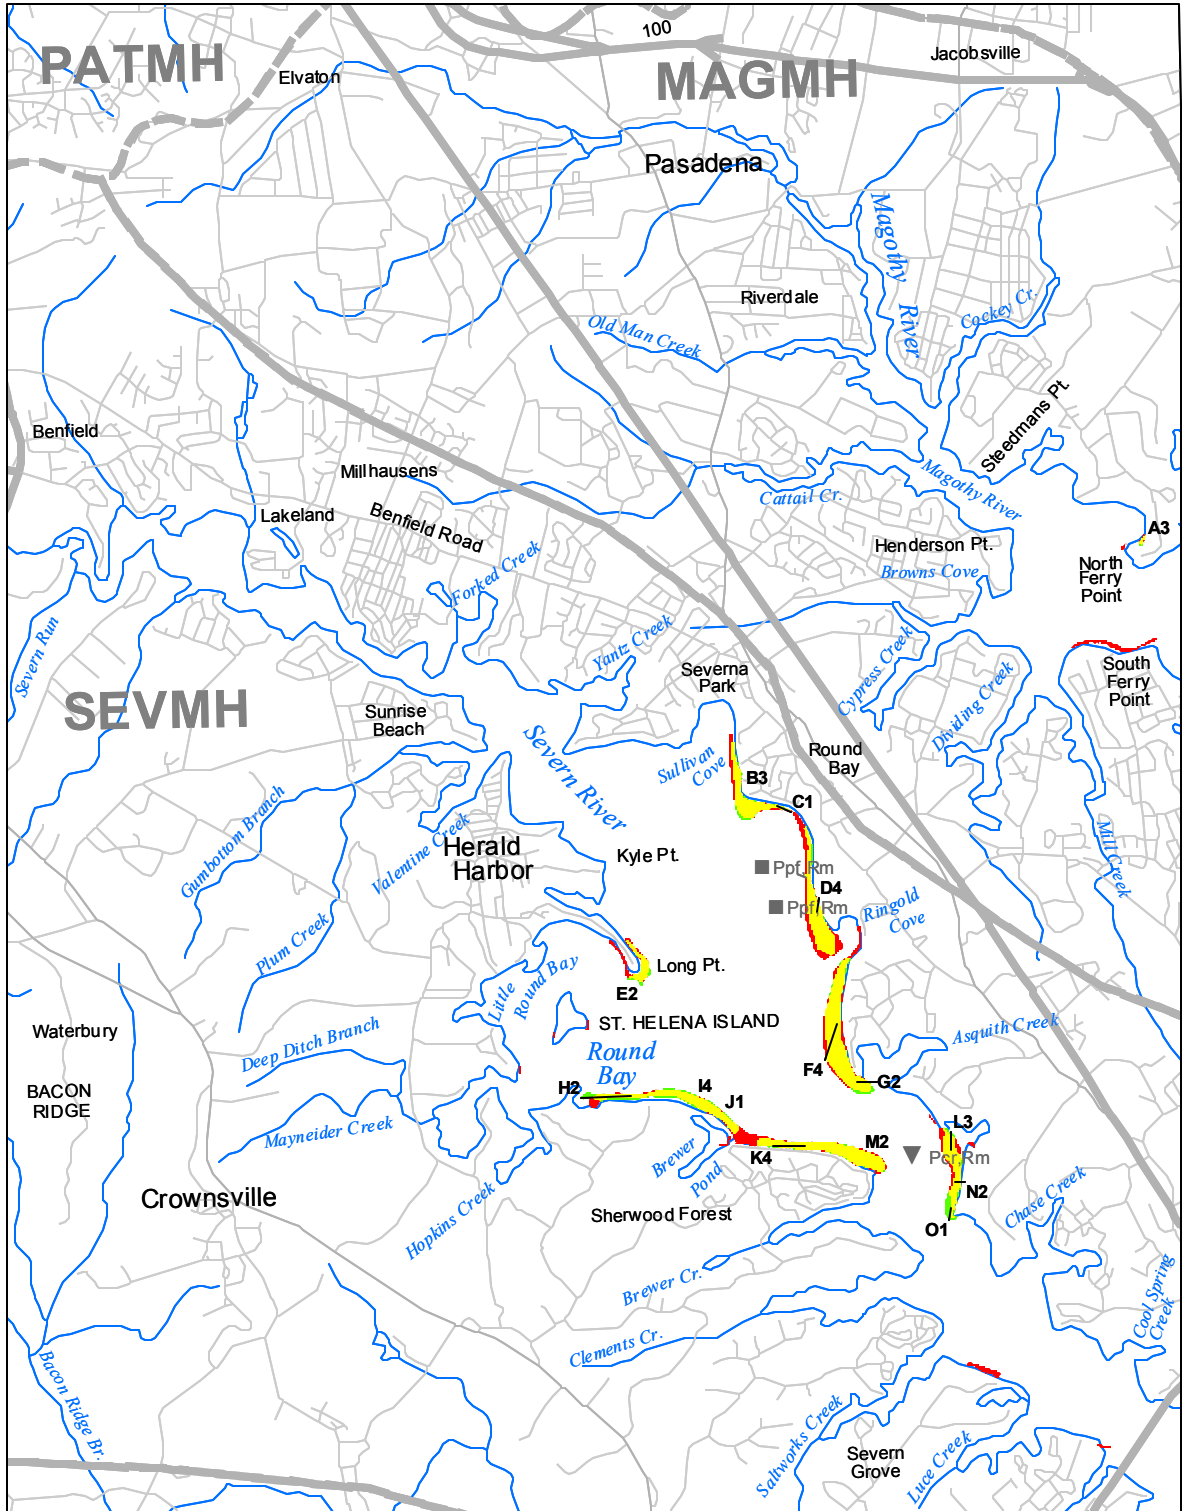 100
PATMH
Elvaton
MAGMH
Jacobsville
Pasadena
Magothy
River
Riverdale
Cockey Cr.
Old Man Creek
Steedmans Pt.
Benfield
Millhausens
Magothy River
Cattail Cr.
Lakeland
Benfield Road
A3
Henderson Pt.
Browns Cove
North
Ferry
Point
Forked Creek
Severn Run
Yantz Creek
Cypress Creek
Severna
Park
South
Ferry
Point
SEVMH
Sunrise
Beach
Dividing Creek
Severn River
Sullivan
Cove
Round
Bay
B3
C1
Gumbottom Branch
Valentine Creek
Herald
Harbor
Kyle Pt.
Mill Creek
Ppf,Rm
D4
Ppf,Rm
Ringold
Cove
Plum Creek
Long Pt.
E2
Little
Round Bay
ST. HELENA ISLAND
Waterbury
Deep Ditch Branch
Asquith Creek
Round
Bay
F4
G2
BACON
RIDGE
H2
I4
J1
Mayneider Creek
L3
M2
K4
Brewer
Pond
Pcr,Rm
N2
Crownsville
Hopkins Creek
Sherwood Forest
Chase Creek
O1
Brewer Cr.
Cool Spring
Creek
Clements Cr.
Bacon Ridge Br.
Saltworks Creek
Severn
Grove
Luce Creek